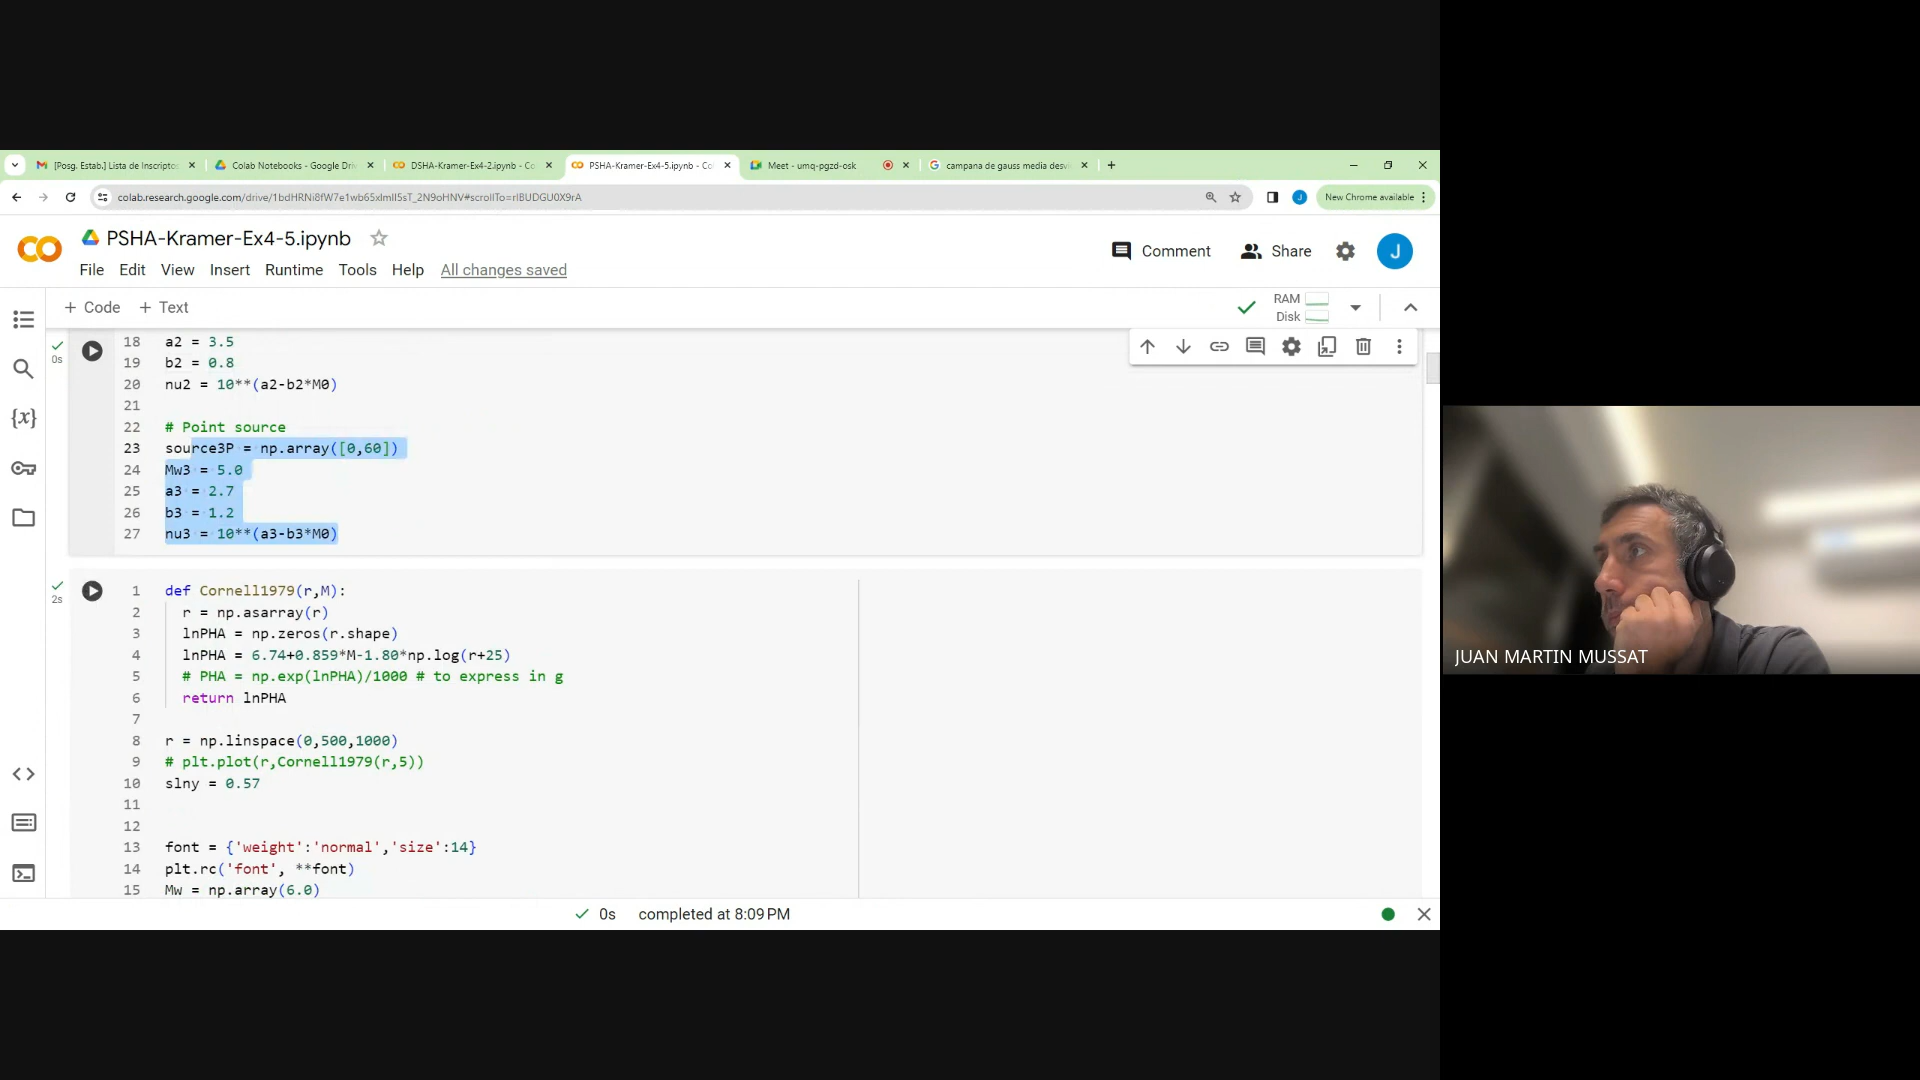 [Posg. Estab.] Lista de Inscripto
Colab Notebooks - Google Dri
DSHA-Kramer-Ex4-2.ipynb - Co
PSHA-Kramer-Ex4-5.ipynb - Co
Meet - umq-pgzd-osk
campana de gauss media desvi
colab.research.google.com/drive/1bdHRNi8fW7e1wb65xlmlI5sT_2N9oHNV#scrollTo=rlBUDGU0X9rA
New Chrome available
PSHA-Kramer-Ex4-5.ipynb
Comment
Share
J
File Edit View Insert Runtime Tools Help All changes saved
+ Code + Text
RAM
Disk
0s
18 a2 = 3.5
19 b2 = 0.8
20 nu2 = 10**(a2-b2*M0)
21
22 # Point source
23 source3P = np.array([0,60])
24 Mw3 = 5.0
25 a3 = 2.7
26 b3 = 1.2
27 nu3 = 10**(a3-b3*M0)
2s
1 def Cornell1979(r,M):
2 r = np.asarray(r)
3 lnPHA = np.zeros(r.shape)
4 lnPHA = 6.74+0.859*M-1.80*np.log(r+25)
5 # PHA = np.exp(lnPHA)/1000 # to express in g
6 return lnPHA
7
8 r = np.linspace(0,500,1000)
9 # plt.plot(r,Cornell1979(r,5))
10 slny = 0.57
11
12
13 font = {'weight':'normal','size':14}
14 plt.rc('font', **font)
15 Mw = np.array(6.0)
0s completed at 8:09 PM
JUAN MARTIN MUSSAT